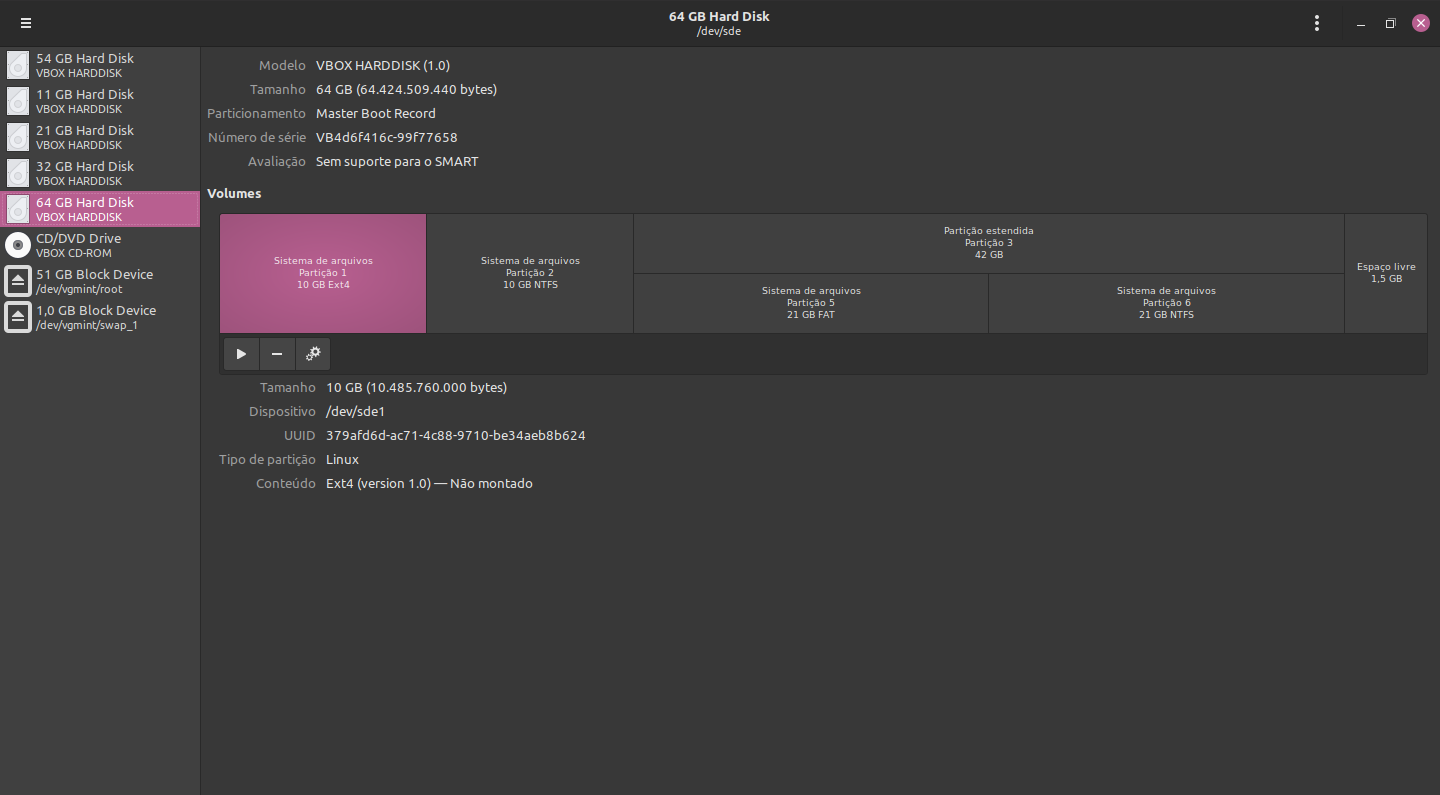 64 GB Hard Disk
/dev/sde
54 GB Hard Disk
VBOX HARDDISK
11 GB Hard Disk
VBOX HARDDISK
21 GB Hard Disk
VBOX HARDDISK
32 GB Hard Disk
VBOX HARDDISK
64 GB Hard Disk
VBOX HARDDISK
CD/DVD Drive
VBOX CD-ROM
51 GB Block Device
/dev/vgmint/root
1,0 GB Block Device
/dev/vgmint/swap_1
Modelo VBOX HARDDISK (1.0)
Tamanho 64 GB (64.424.509.440 bytes)
Particionamento Master Boot Record
Número de série VB4d6f416c-99f77658
Avaliação Sem suporte para o SMART
Volumes
Sistema de arquivos
Partição 1
10 GB Ext4
Sistema de arquivos
Partição 2
10 GB NTFS
Partição estendida
Partição 3
42 GB
Sistema de arquivos
Partição 5
21 GB FAT
Sistema de arquivos
Partição 6
21 GB NTFS
Espaço livre
1,5 GB
Tamanho 10 GB (10.485.760.000 bytes)
Dispositivo /dev/sde1
UUID 379afd6d-ac71-4c88-9710-be34aeb8b624
Tipo de partição Linux
Conteúdo Ext4 (version 1.0) — Não montado